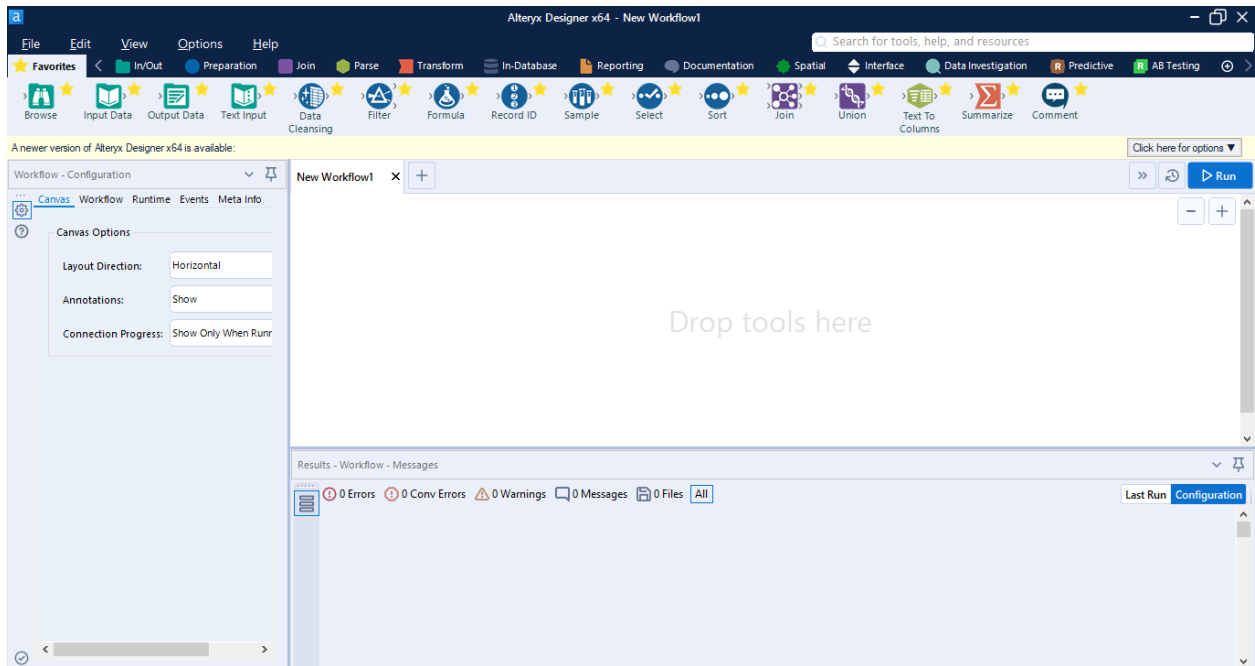 a Alteryx Designer x64 - New Workflow1
File Edit View Options Help Search for tools, help, and resources
Favorites In/Out Preparation Join Parse Transform In-Database Reporting Documentation Spatial Interface Data Investigation R Predictive R AB Testing
Browse Input Data Output Data Text Input Data Cleansing Filter Formula 1 2 3 Record ID Sample Select Sort Join Union Text To Columns Summarize Comment
A newer version of Alteryx Designer x64 is available: Click here for options ▼
Workflow - Configuration New Workflow1 Run
Canvas Workflow Runtime Events Meta Info
Canvas Options
Layout Direction: Horizontal
Annotations: Show
Connection Progress: Show Only When Runr
Drop tools here
Results - Workflow - Messages
0 Errors 0 Conv Errors 0 Warnings 0 Messages 0 Files All Last Run Configuration